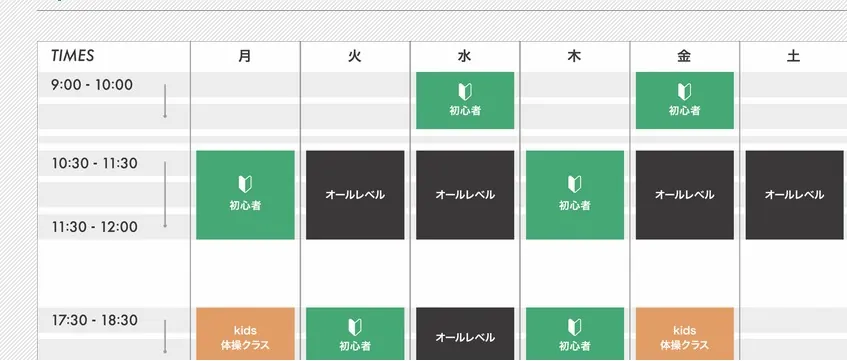 TIMES 月 火 水 木 金 土
9:00 - 10:00
初心者 初心者
10:30 - 11:30
初心者 オールレベル オールレベル 初心者 オールレベル オールレベル
11:30 - 12:00
17:30 - 18:30
kids
体操クラス 初心者 オールレベル 初心者 kids
体操クラス